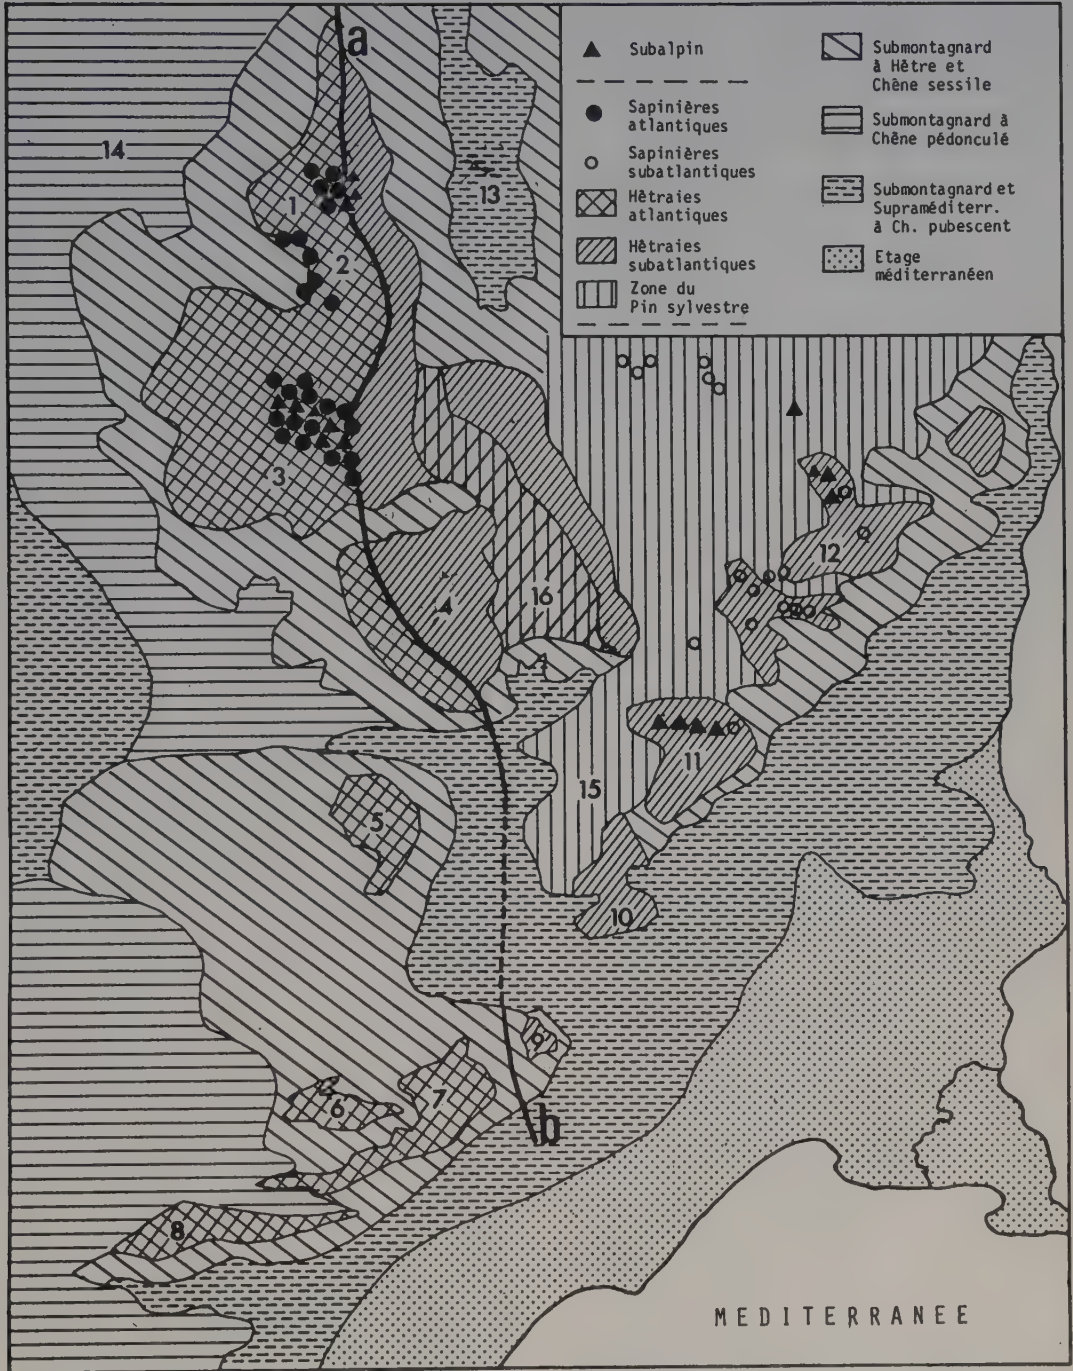 a
Subalpin
Sapinières
atlantiques
Sapinières
subatlantiques
Hêtraies
atlantiques
Hêtraies
subatlantiques
Zone du
Pin sylvestre
Submontagnard
à Hêtre et
Chêne sessile
Submontagnard à
Chêne pédonculé
Submontagnard et
Supraméditerr.
à Ch. pubescent
Etage
méditerranéen
14
13
1
2
3
12
4
16
11
15
5
10
9
7
6
b
8
MEDITERRANEE